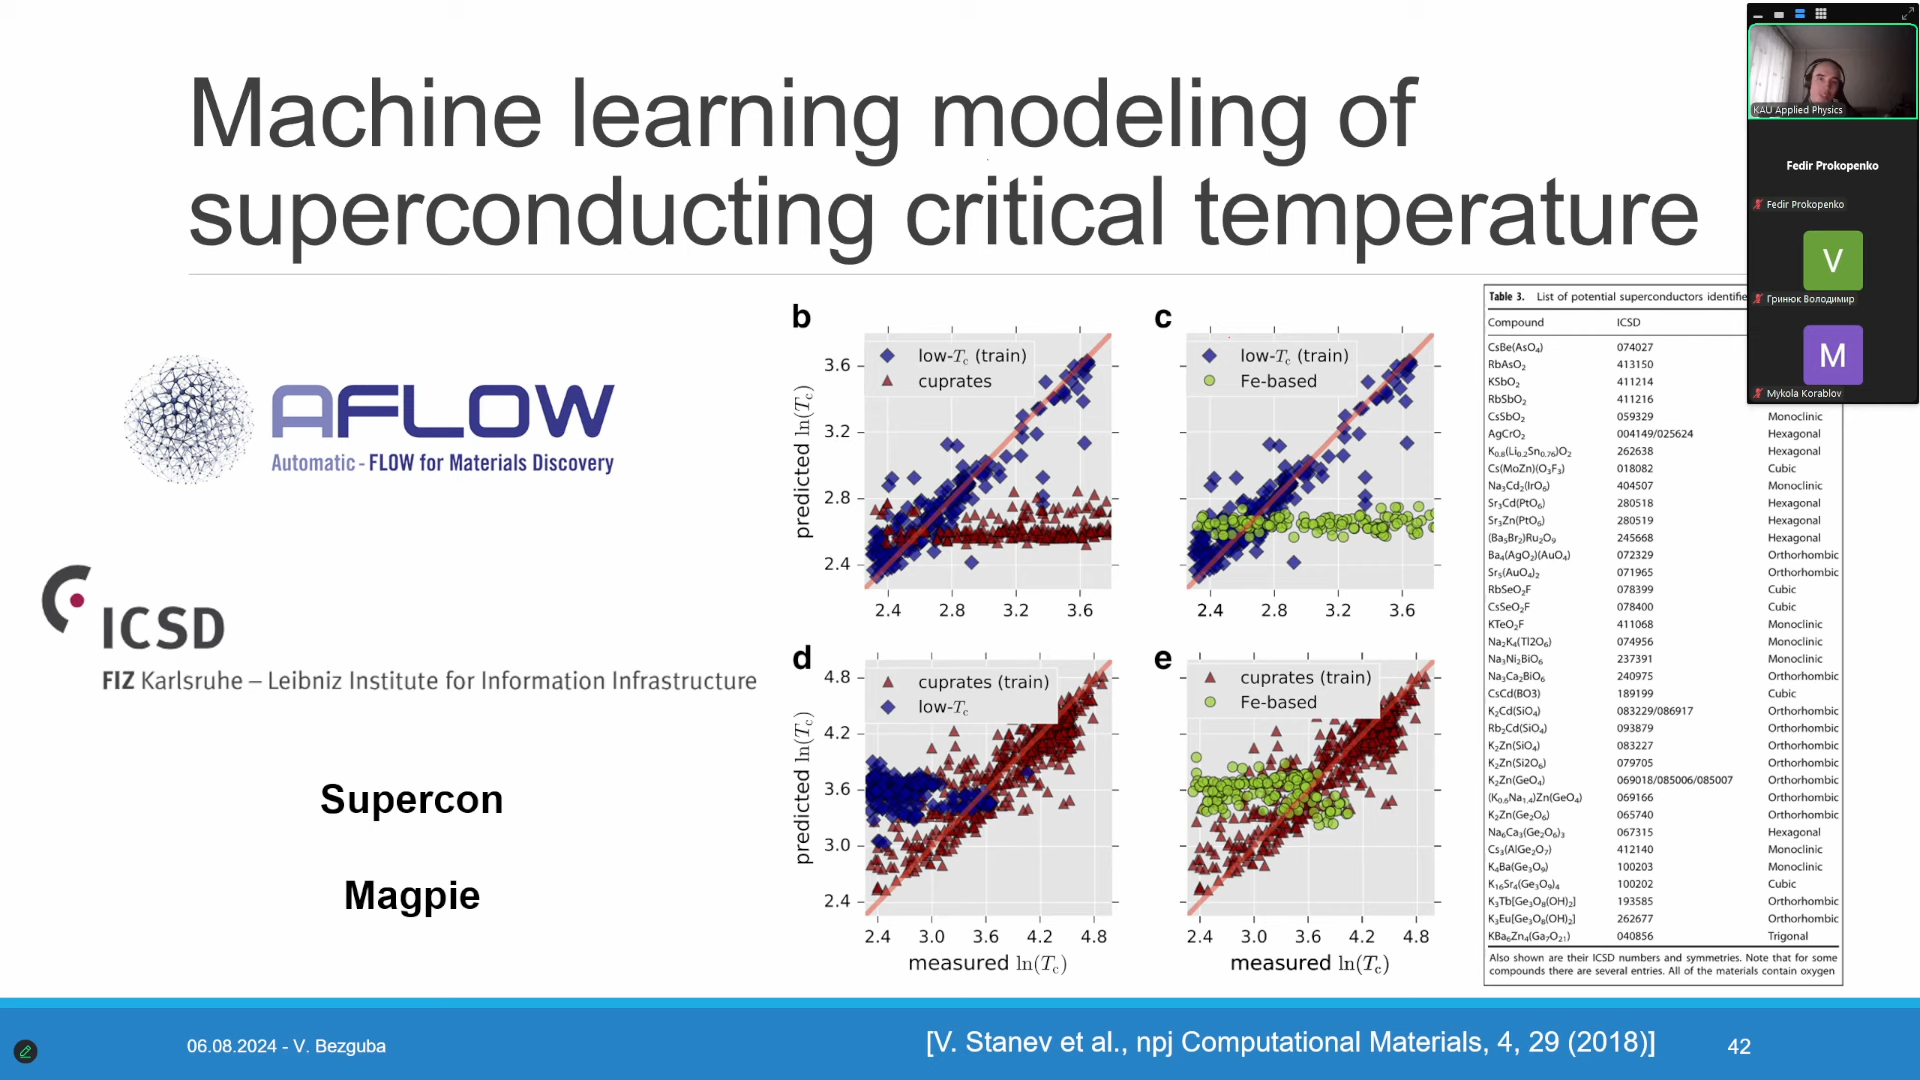 Machine learning modeling of
superconducting critical temperature
AFLOW
Automatic - FLOW for Materials Discovery
ICSD
FIZ Karlsruhe – Leibniz Institute for Information Infrastructure
Supercon
Magpie
b
low-Tc (train)
cuprates
predicted ln(Tc)
3.6
3.2
2.8
2.4
2.4 2.8 3.2 3.6
c
low-Tc (train)
Fe-based
2.4 2.8 3.2 3.6
d
cuprates (train)
low-Tc
predicted ln(Tc)
4.8
4.2
3.6
3.0
2.4
2.4 3.0 3.6 4.2 4.8
measured ln(Tc)
e
cuprates (train)
Fe-based
2.4 3.0 3.6 4.2 4.8
measured ln(Tc)
Table 3. List of potential superconductors identifie
Compound ICSD
CsBe(AsO4) 074027
RbAsO2 413150
KSbO2 411214
RbSbO2 411216
CsSbO2 059329 Monoclinic
AgCrO2 004149/025624 Hexagonal
K0.8(Li0.2Sn0.76)O2 262638 Hexagonal
Cs(MoZn)(O3F3) 018082 Cubic
Na3Cd2(IrO6) 404507 Monoclinic
Sr3Cd(PtO6) 280518 Hexagonal
Sr3Zn(PtO6) 280519 Hexagonal
(Ba5Br2)Ru2O9 245668 Hexagonal
Ba4(AgO2)(AuO4) 072329 Orthorhombic
Sr5(AuO4)2 071965 Orthorhombic
RbSeO2F 078399 Cubic
CsSeO2F 078400 Cubic
KTeO2F 411068 Monoclinic
Na2K4(Tl2O6) 074956 Monoclinic
Na3Ni2BiO6 237391 Monoclinic
Na3Ca2BiO6 240975 Orthorhombic
CsCd(BO3) 189199 Cubic
K2Cd(SiO4) 083229/086917 Orthorhombic
Rb2Cd(SiO4) 093879 Orthorhombic
K2Zn(SiO4) 083227 Orthorhombic
K2Zn(Si2O6) 079705 Orthorhombic
K2Zn(GeO4) 069018/085006/085007 Orthorhombic
(K0.6Na1.4)Zn(GeO4) 069166 Orthorhombic
K2Zn(Ge2O6) 065740 Orthorhombic
Na6Ca3(Ge2O6)3 067315 Hexagonal
Cs3(AlGe2O7) 412140 Monoclinic
K4Ba(Ge3O9) 100203 Monoclinic
K16Sr4(Ge3O9)4 100202 Cubic
K3Tb[Ge3O8(OH)2] 193585 Orthorhombic
K3Eu[Ge3O8(OH)2] 262677 Orthorhombic
KBa6Zn4(Ga7O21) 040856 Trigonal
Also shown are their ICSD numbers and symmetries. Note that for some
compounds there are several entries. All of the materials contain oxygen
KAU Applied Physics
Fedir Prokopenko
Fedir Prokopenko
V
Гринюк Володимир
M
Mykola Korablov
06.08.2024 - V. Bezguba
[V. Stanev et al., npj Computational Materials, 4, 29 (2018)]
42